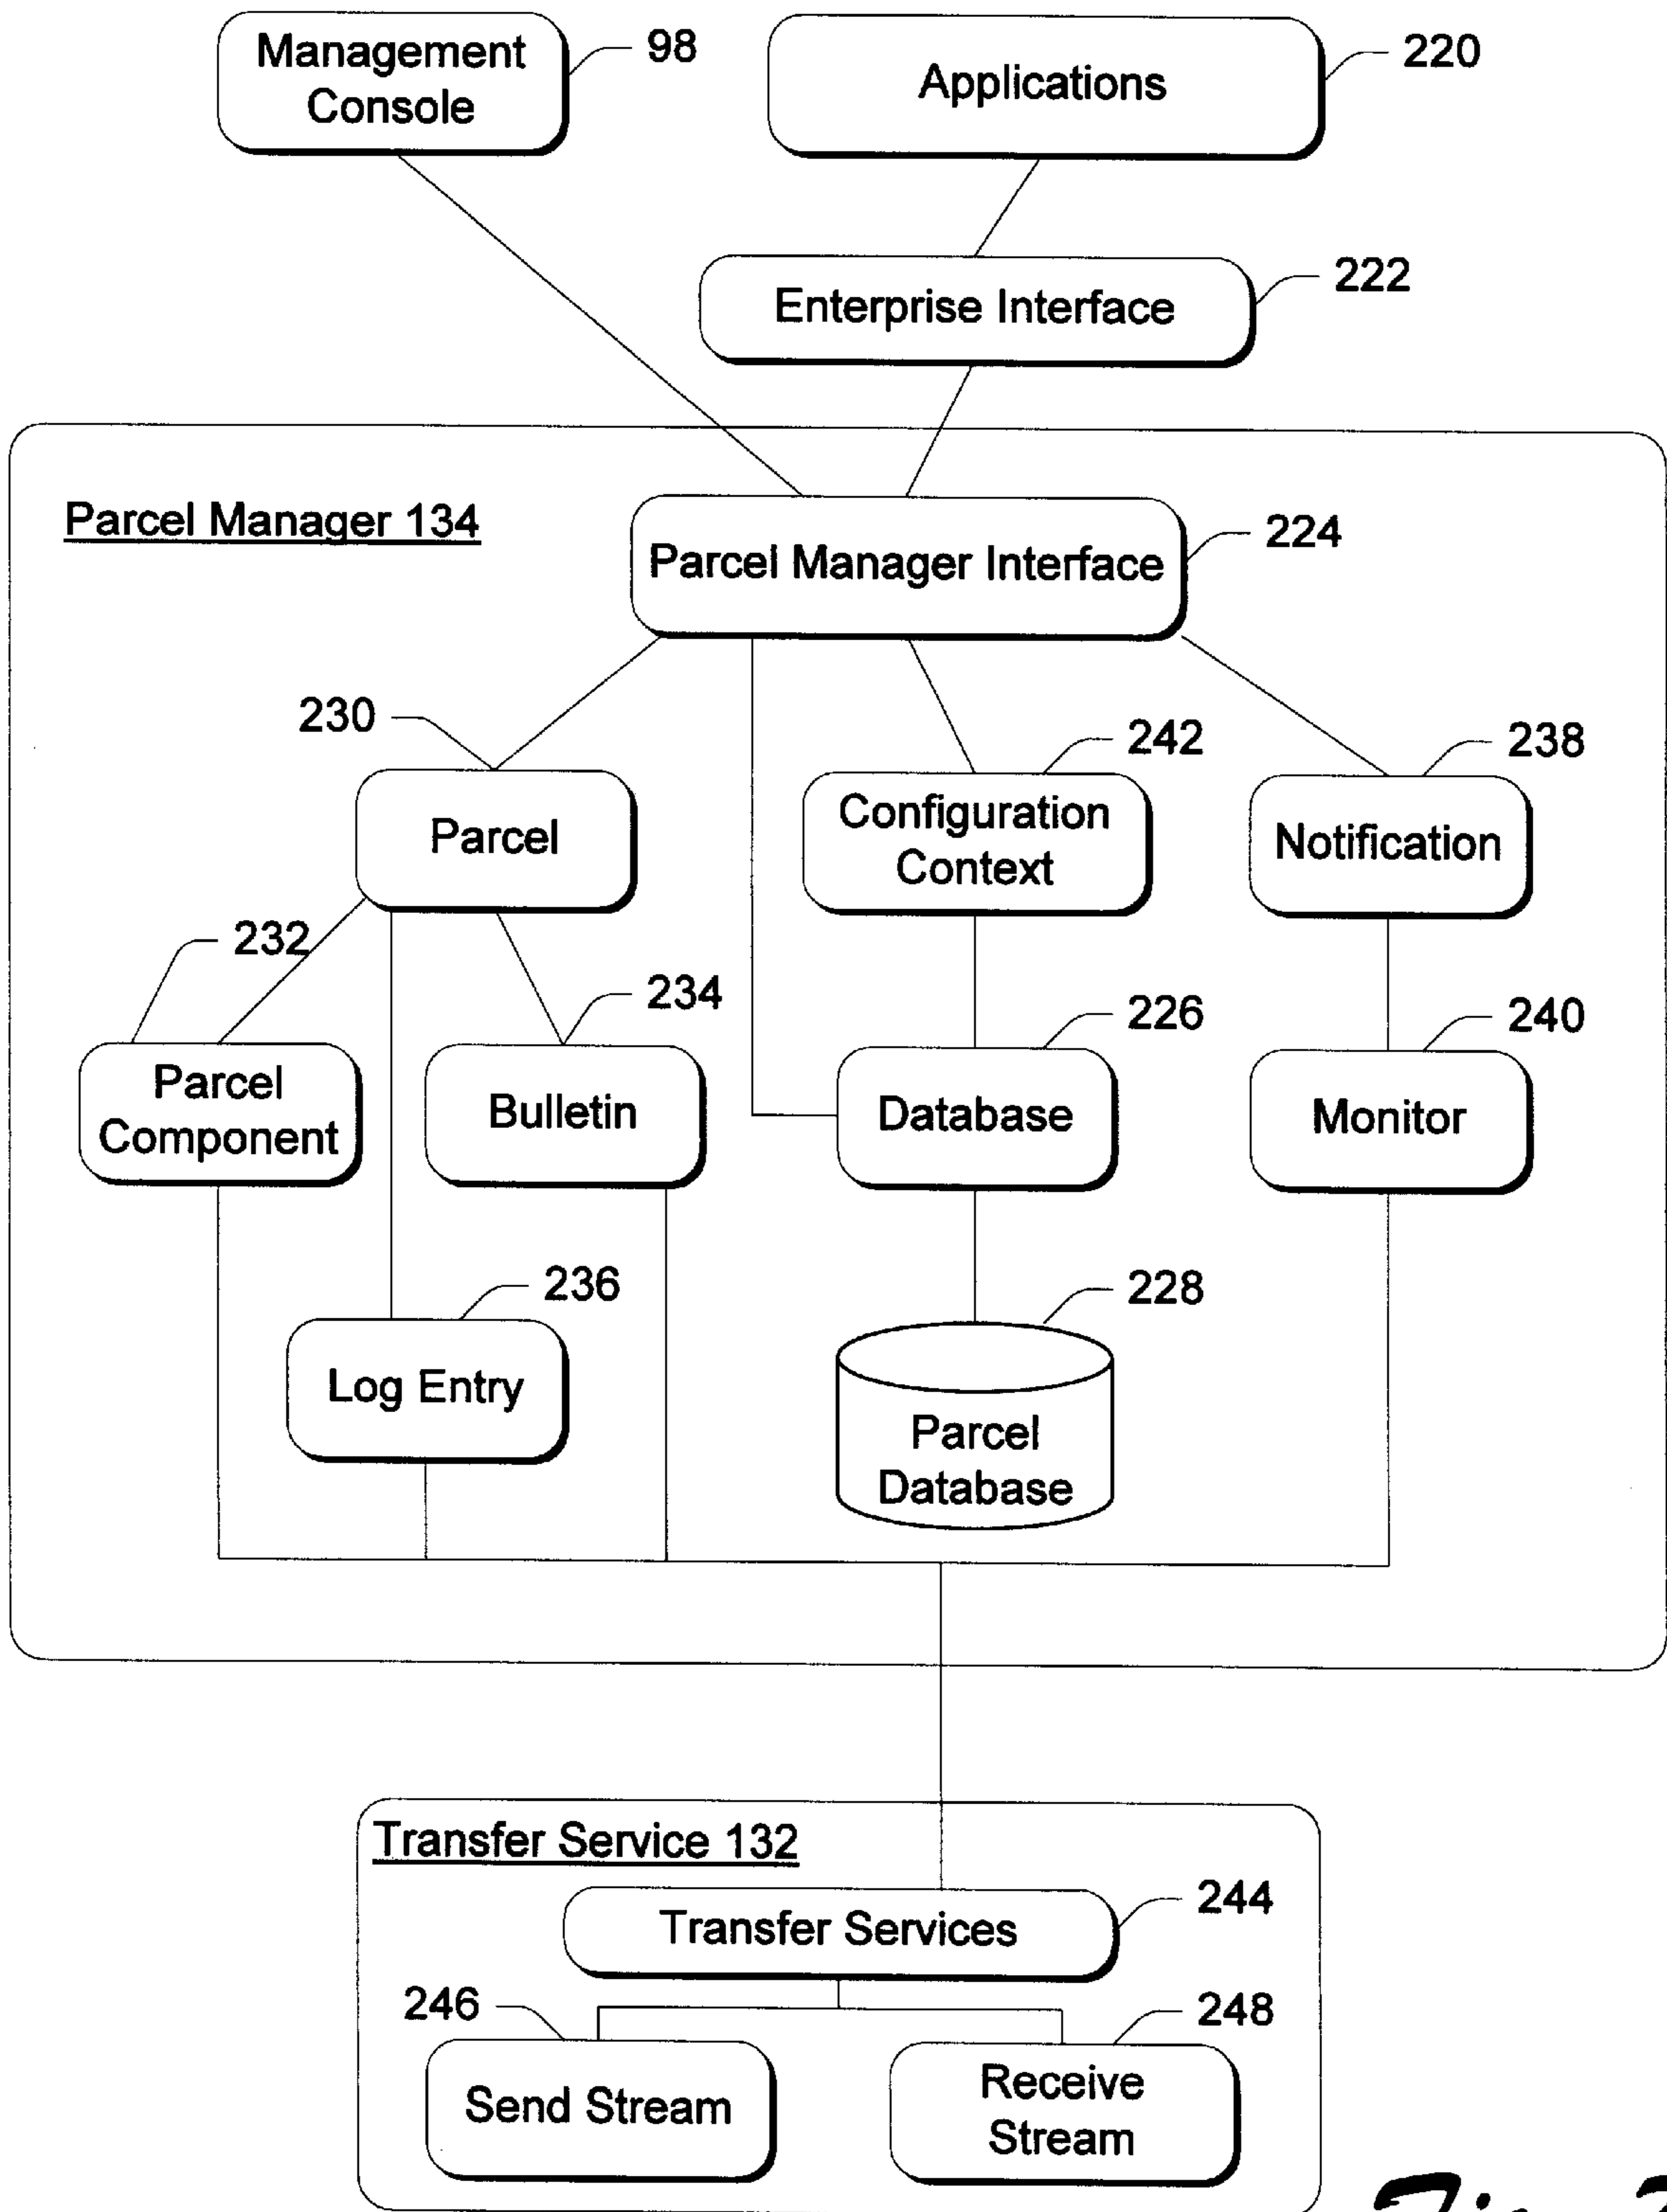 Management
Console
98
Applications
220
Enterprise Interface
222
Parcel Manager 134
Parcel Manager Interface
224
230
Parcel
242
Configuration
Context
238
Notification
232
Parcel
Component
234
Bulletin
226
Database
240
Monitor
236
Log Entry
228
Parcel
Database
Transfer Service 132
Transfer Services
244
246
Send Stream
248
Receive
Stream